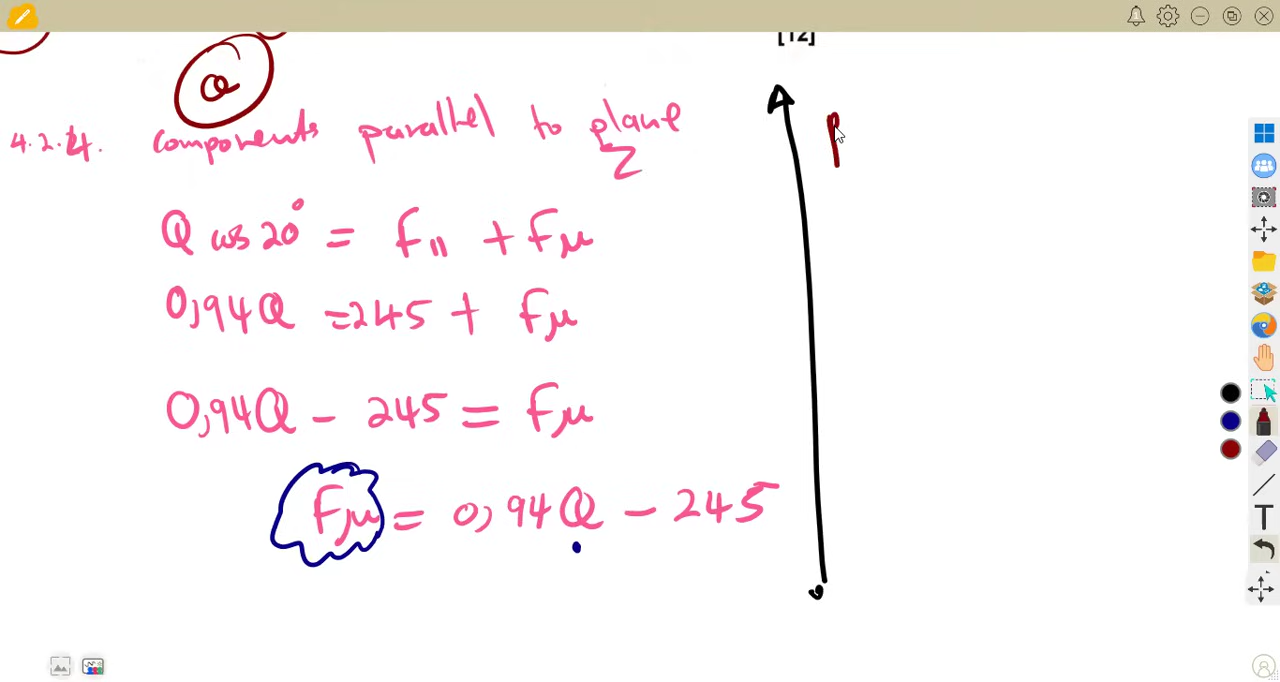 [12]
Q
4.2.4. components parallel to plane
Σ
Q cos 20° = F|| + Fμ
0,94Q = 245 + Fμ
0,94Q - 245 = Fμ
Fμ = 0,94Q - 245